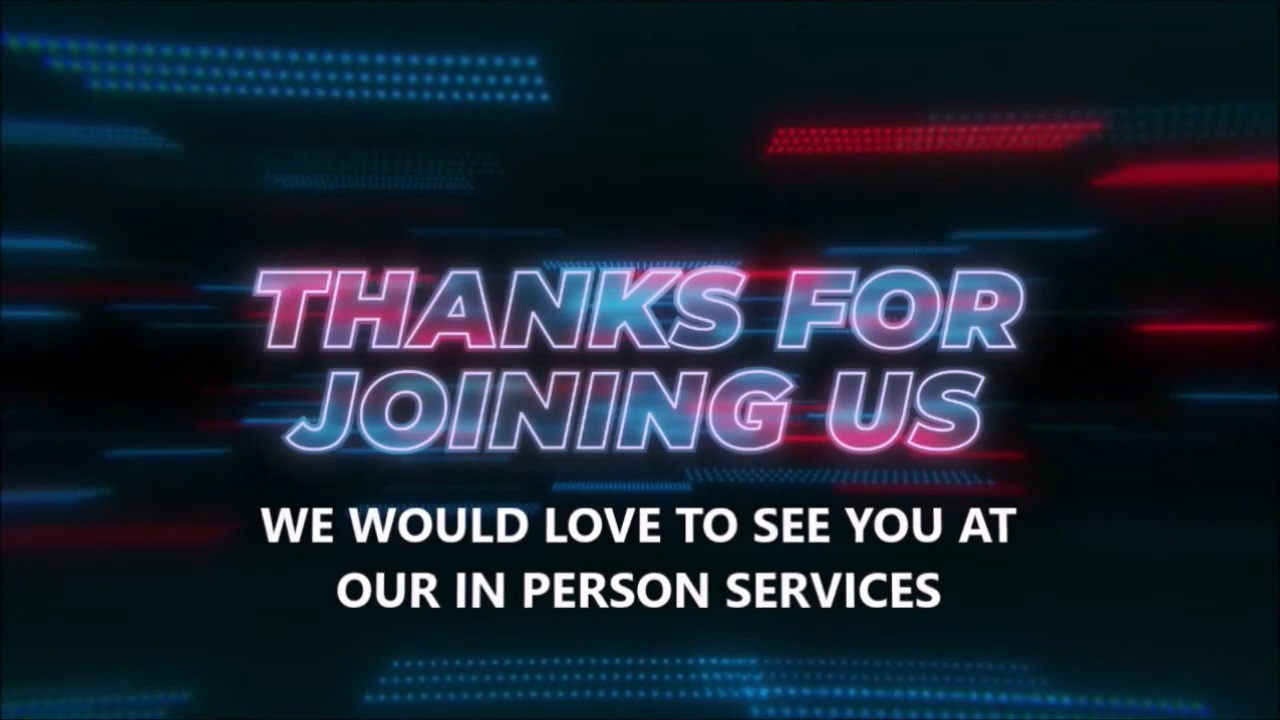 THANKS FOR
JOINING US
WE WOULD LOVE TO SEE YOU AT
OUR IN PERSON SERVICES